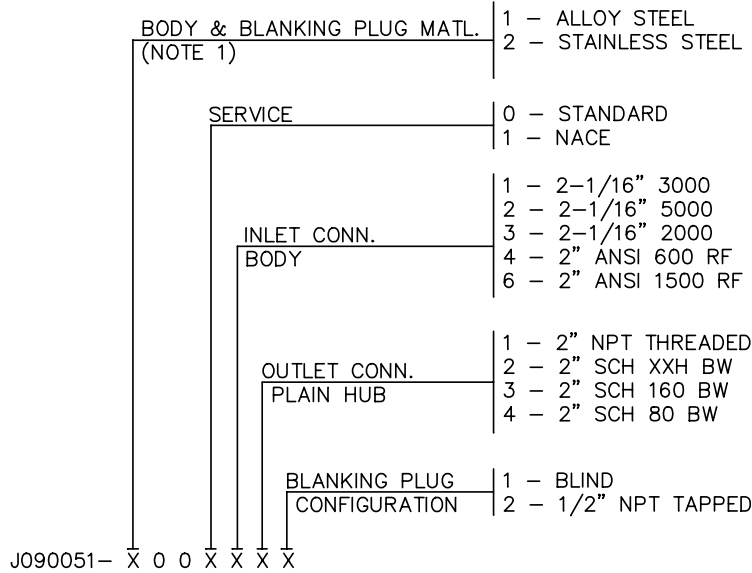 BODY & BLANKING PLUG MATL.
(NOTE 1)
1 – ALLOY STEEL
2 – STAINLESS STEEL
SERVICE
0 – STANDARD
1 – NACE
INLET CONN.
BODY
1 – 2–1/16” 3000
2 – 2–1/16” 5000
3 – 2–1/16” 2000
4 – 2” ANSI 600 RF
6 – 2” ANSI 1500 RF
OUTLET CONN.
PLAIN HUB
1 – 2” NPT THREADED
2 – 2” SCH XXH BW
3 – 2” SCH 160 BW
4 – 2” SCH 80 BW
BLANKING PLUG
CONFIGURATION
1 – BLIND
2 – 1/2” NPT TAPPED
J090051– X 0 0 X X X X